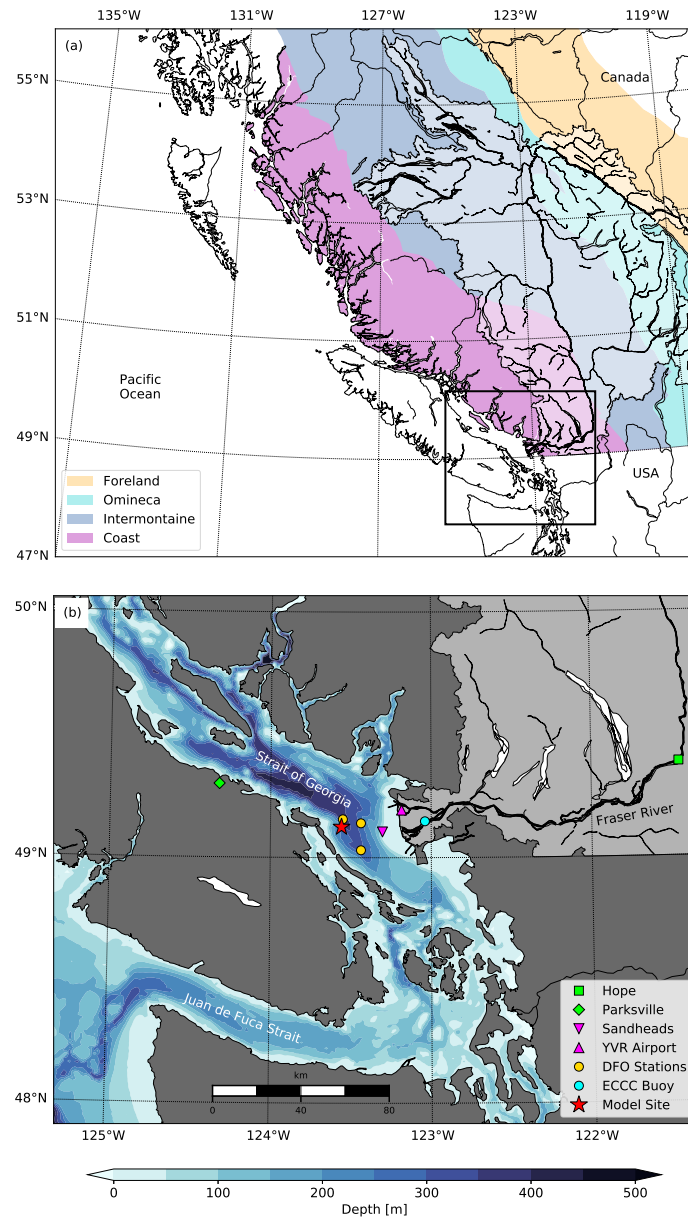 135°W 131°W 127°W 123°W 119°W
(a)
55°N
Canada
53°N
51°N
Pacific
Ocean
49°N
USA
Foreland
Omineca
Intermontaine
Coast
47°N
50°N
(b)
Strait of Georgia
Fraser River
49°N
Juan de Fuca Strait
km
0 40 80
48°N
Hope
Parksville
Sandheads
YVR Airport
DFO Stations
ECCC Buoy
Model Site
125°W 124°W 123°W 122°W
0 100 200 300 400 500
Depth [m]